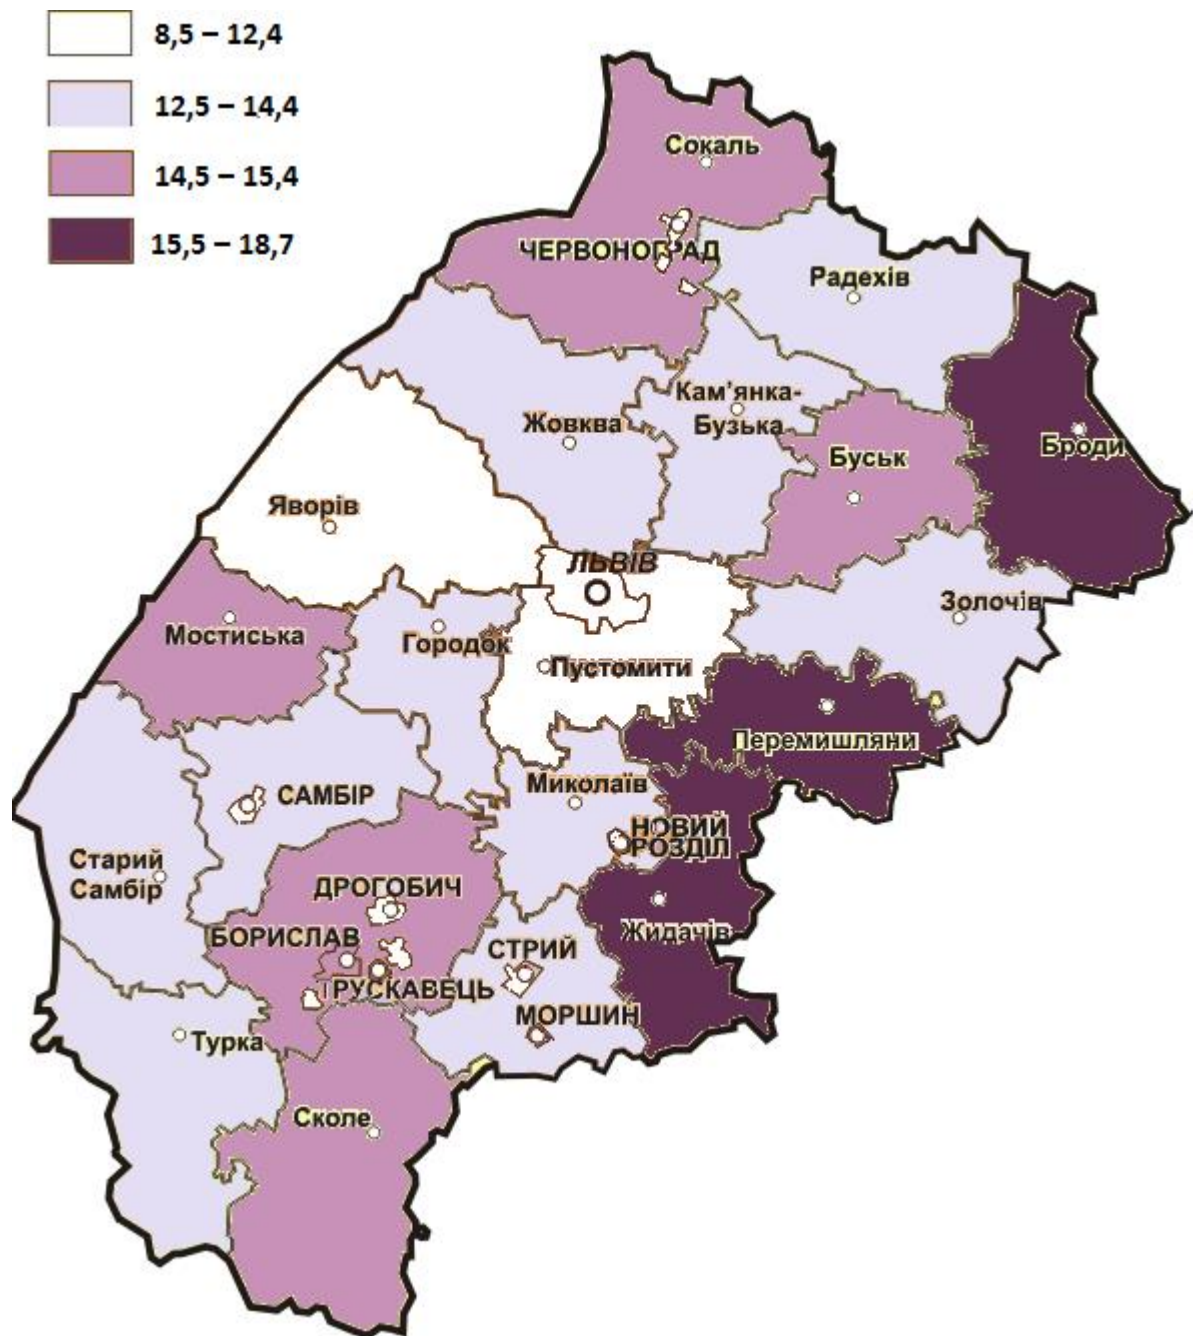 8,5 – 12,4
12,5 – 14,4
14,5 – 15,4
15,5 – 18,7
Сокаль
ЧЕРВОНОГРАД
Радехів
Кам’янка-
Бузька
Жовква
Буськ
Броди
Яворів
ЛЬВІВ
Золочів
Мостиська
Городок
Пустомити
Перемишляни
Миколаїв
САМБІР
НОВИЙ
РОЗДІЛ
Старий
Самбір
ДРОГОБИЧ
БОРИСЛАВ
Жидачів
СТРИЙ
ТРУСКАВЕЦЬ
МОРШИН
Турка
Сколе